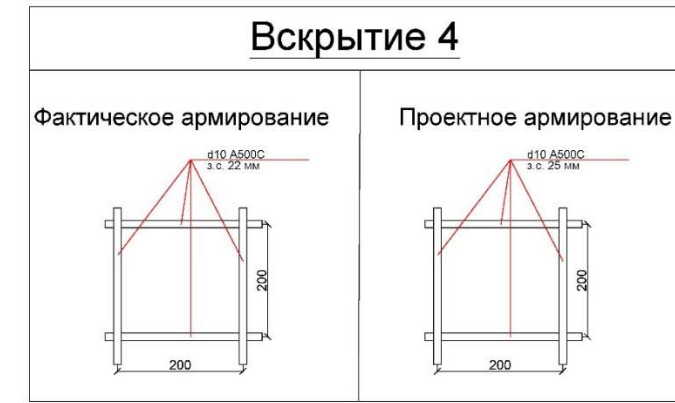 Вскрытие 4
Фактическое армирование
d10 A500C
з.с. 22 мм
200
200
Проектное армирование
d10 A500C
з.с. 25 мм
200
200